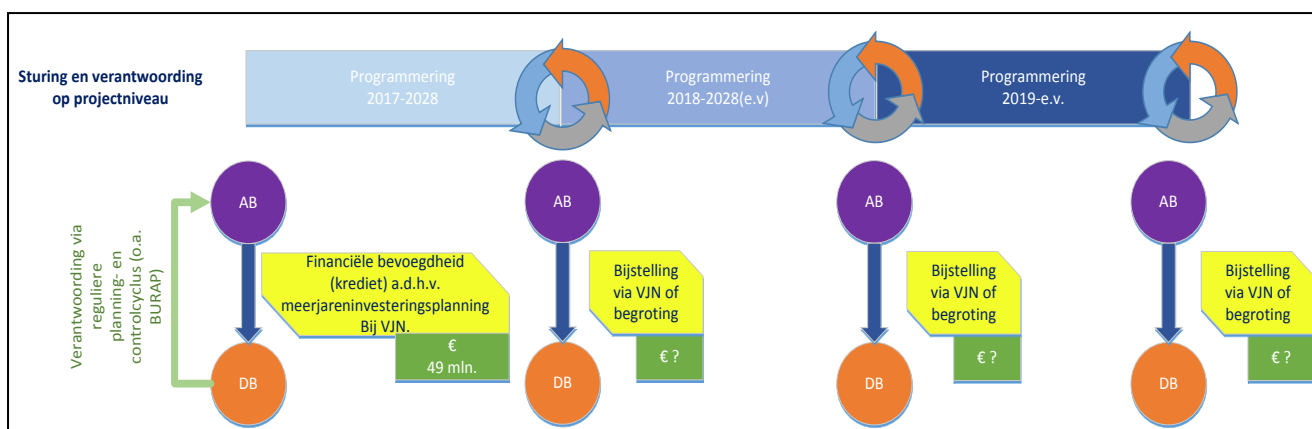 Sturing en verantwoording
op projectniveau
Programmering
2017-2028
Programmering
2018-2028(e.v)
Programmering
2019-e.v.
Verantwoording via
reguliere
planning- en
controlcyclus (o.a.
BURAP)
AB
Financiële bevoegdheid
(krediet) a.d.h.v.
meerjareninvesteringsplanning
Bij VJN.
€
49 mln.
DB
AB
Bijstelling
via VJN of
begroting
€ ?
DB
AB
Bijstelling
via VJN of
begroting
€ ?
DB
AB
Bijstelling
via VJN of
begroting
€ ?
DB